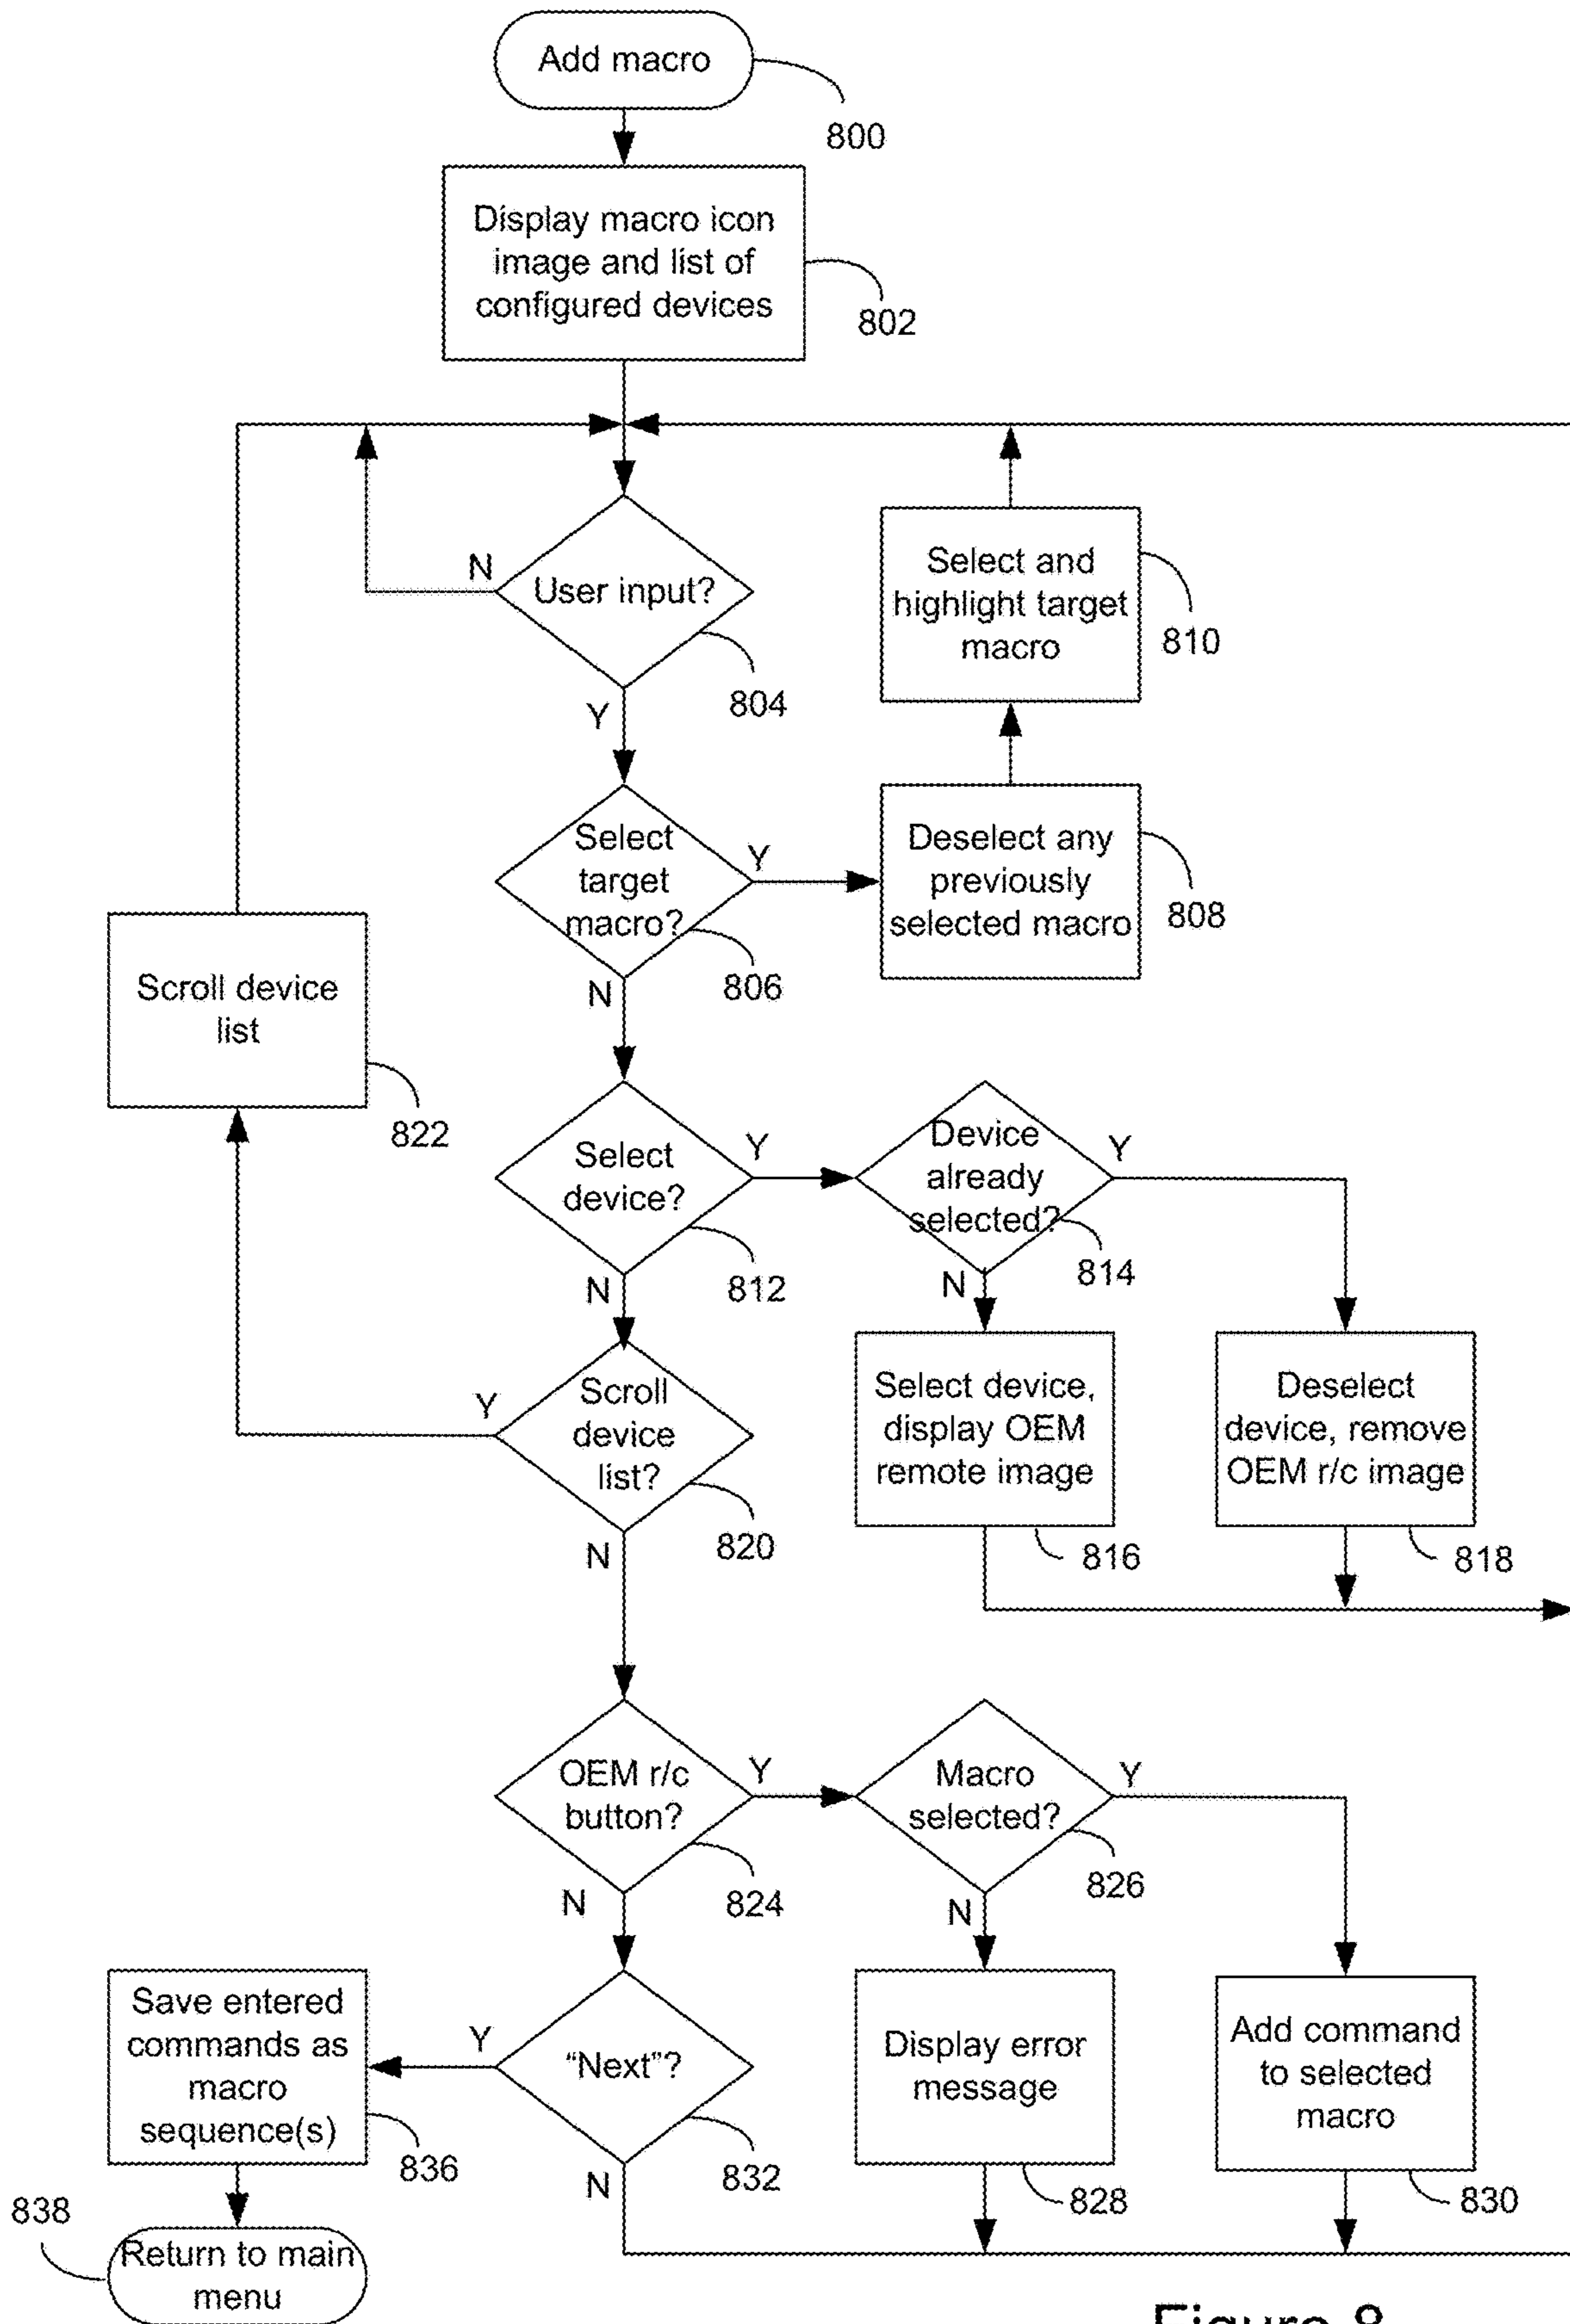 Add macro
800
Display macro icon
image and list of
configured devices
802
N
User input?
804
Y
Select and
highlight target
macro
810
Select
target
macro?
Y
806
N
Deselect any
previously
selected macro
808
Scroll device
list
822
Select
device?
Y
812
N
Device
already
selected?
Y
814
N
Y
Scroll
device
list?
820
N
Select device,
display OEM
remote image
816
Deselect
device, remove
OEM r/c image
818
OEM r/c
button?
Y
824
N
Macro
selected?
Y
826
N
Save entered
commands as
macro
sequence(s)
836
Y
“Next”?
832
N
Display error
message
828
Add command
to selected
macro
830
838
Return to main
menu
Figure 8